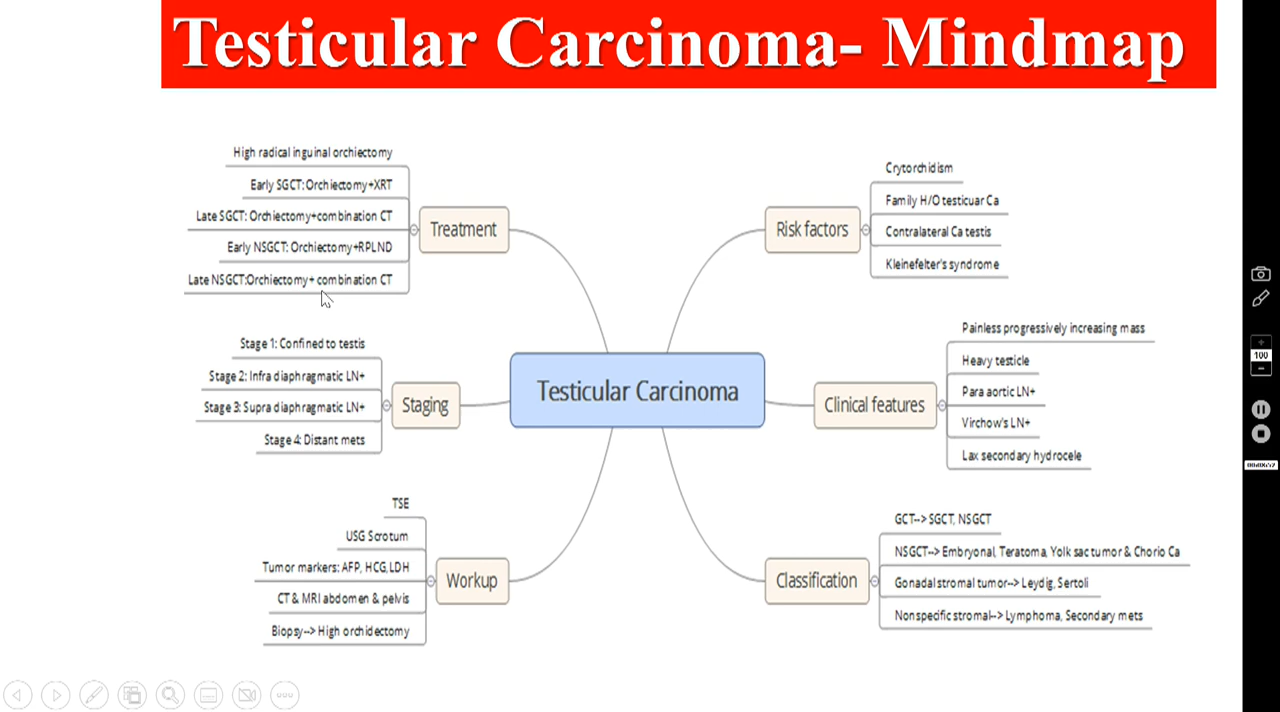 Testicular Carcinoma- Mindmap
High radical inguinal orchiectomy
Early SGCT: Orchiectomy+XRT
Late SGCT: Orchiectomy+combination CT
Early NSGCT: Orchiectomy+RPLND
Late NSGCT:Orchiectomy+ combination CT
Treatment
Stage 1: Confined to testis
Stage 2: Infra diaphragmatic LN+
Stage 3: Supra diaphragmatic LN+
Stage 4: Distant mets
Staging
TSE
USG Scrotum
Tumor markers: AFP, HCG,LDH
CT & MRI abdomen & pelvis
Biopsy--> High orchidectomy
Workup
Testicular Carcinoma
Risk factors
Crytorchidism
Family H/O testicuar Ca
Contralateral Ca testis
Kleinefelter's syndrome
Clinical features
Painless progressively increasing mass
Heavy testicle
Para aortic LN+
Virchow's LN+
Lax secondary hydrocele
Classification
GCT--> SGCT, NSGCT
NSGCT--> Embryonal, Teratoma, Yolk sac tumor & Chorio Ca
Gonadal stromal tumor--> Leydig, Sertoli
Nonspecific stromal--> Lymphoma, Secondary mets
100